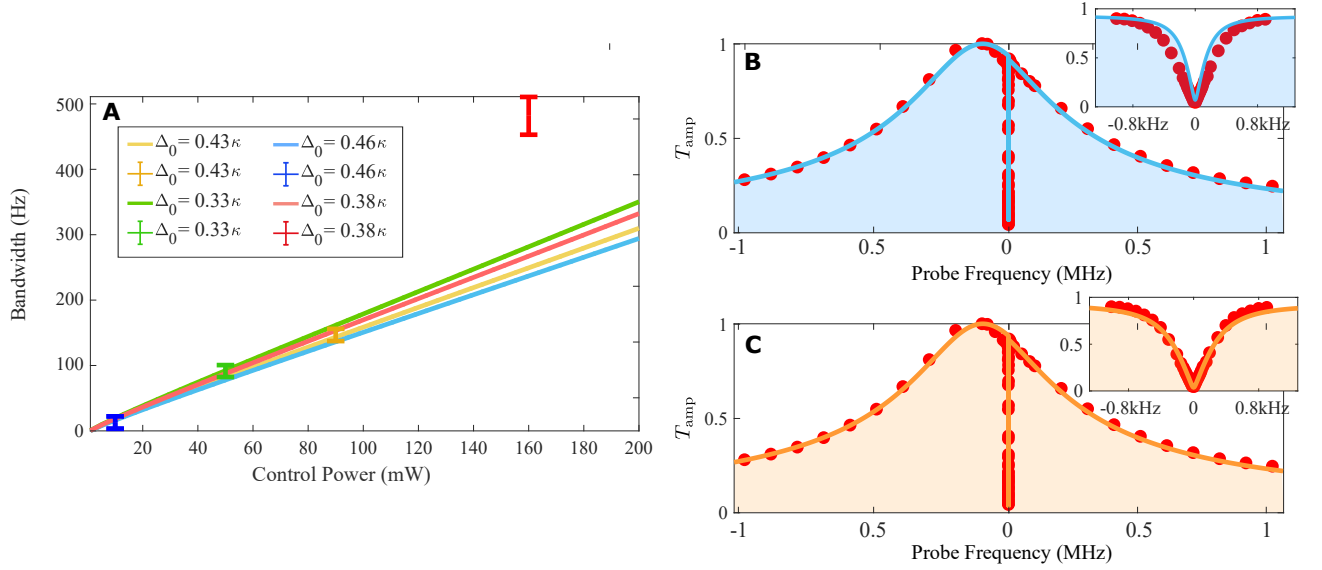 A
500
400
300
200
100
0
Bandwidth (Hz)
Δ0 = 0.43κ
Δ0 = 0.46κ
Δ0 = 0.43κ
Δ0 = 0.46κ
Δ0 = 0.33κ
Δ0 = 0.38κ
Δ0 = 0.33κ
Δ0 = 0.38κ
20 40 60 80 100 120 140 160 180 200
Control Power (mW)
B
1
0.5
0
Tamp
-1 0.5 0 0.5 1
Probe Frequency (MHz)
1
0.5
0
-0.8kHz 0 0.8kHz
C
1
0.5
0
Tamp
-1 0.5 0 0.5 1
Probe Frequency (MHz)
1
0.5
0
-0.8kHz 0 0.8kHz